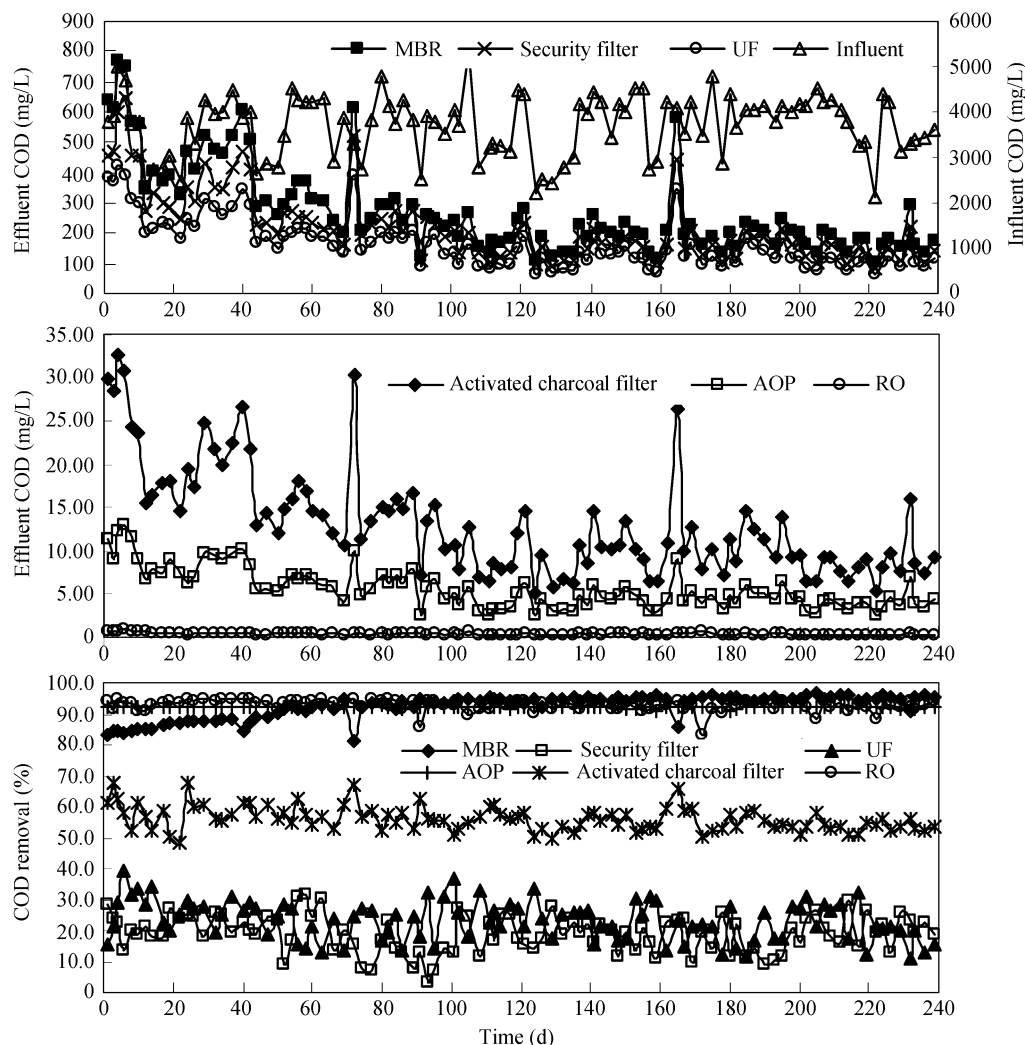 900 6000
MBR Security filter UF Influent
800
5000
700
600
4000
500
3000
400
300
2000
200
1000
100
0 0
0 20 40 60 80 100 120 140 160 180 200 220 240
Effluent COD (mg/L)
Influent COD (mg/L)
35.00
30.00
Activated charcoal filter AOP RO
25.00
20.00
15.00
10.00
5.00
0
0 20 40 60 80 100 120 140 160 180 200 220 240
Effluent COD (mg/L)
100.0
90.0
80.0
MBR Security filter UF
AOP Activated charcoal filter RO
70.0
60.0
50.0
40.0
30.0
20.0
10.0
0
0 20 40 60 80 100 120 140 160 180 200 220 240
COD removal (%)
Time (d)